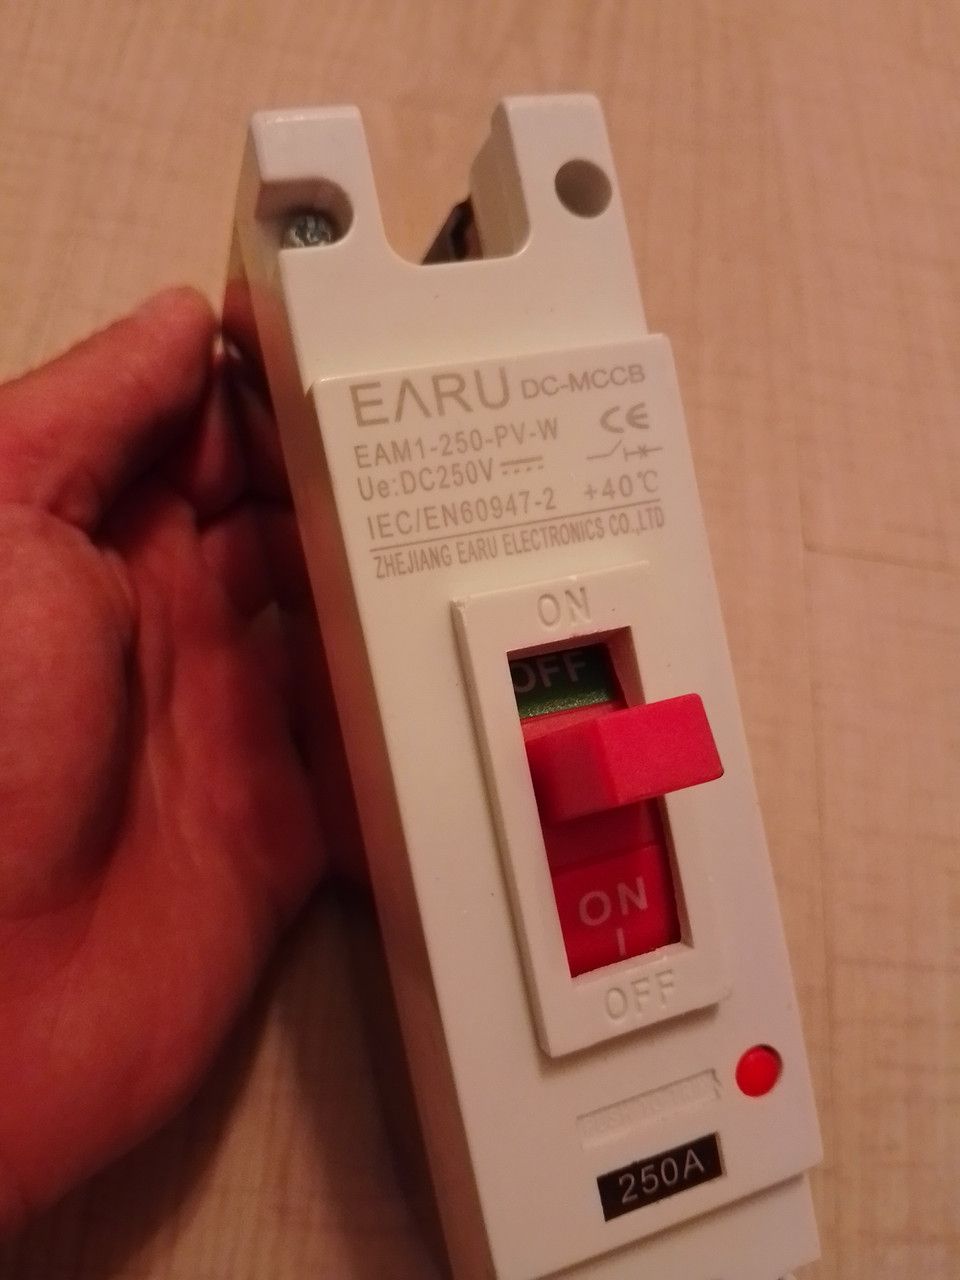 EARU DC-MCCB
CE
EAM1-250-PV-W
Ue:DC250V
IEC/EN60947-2 +40℃
ZHEJIANG EARU ELECTRONICS CO.,LTD
ON
OFF
ON
OFF
250A